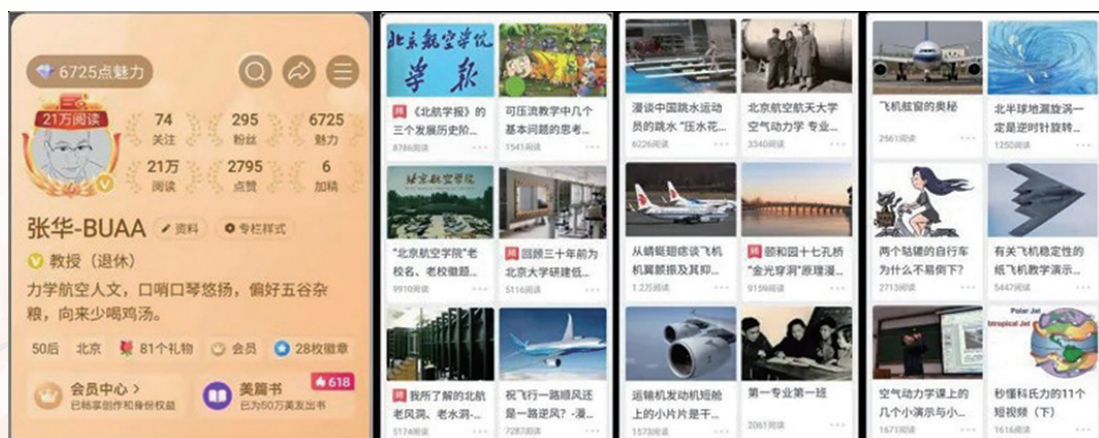 6725点魅力
21万阅读
74
关注
295
粉丝
6725
魅力
21万
阅读
2795
点赞
6
加精
张华-BUAA
资料
专栏样式
教授（退休）
力学航空人文，口哨口琴悠扬，偏好五谷杂
粮，向来少喝鸡汤。
50后
北京
81个礼物
会员
28枚徽章
会员中心 >
已畅享创作和身份权益
美篇书
618
已为60万美友出书
北京航空学院
学报
《北航学报》的
三个发展历史阶...
8786阅读
可压流教学中几个
基本问题的思考...
1541阅读
北京航空学院
“北京航空学院”老
校名、老校徽题...
9910阅读
回顾三十年前为
北京大学研建低...
5116阅读
我所了解的北航
老风洞、老水洞-...
5174阅读
祝飞行一路顺风还
是一路逆风？-漫...
7287阅读
漫谈中国跳水运动
员的跳水“压水花...
6226阅读
北京航空航天大学
空气动力学 专业...
3340阅读
从蜻蜓翅痣谈飞机
机翼颤振及其抑...
1.2万阅读
颐和园十七孔桥
“金光穿洞”原理漫...
9159阅读
运输机发动机短舱
上的小片片是干...
1573阅读
第一专业第一班
2061阅读
飞机舷窗的奥秘
2561阅读
北半球地漏旋涡一
定是逆时针旋转...
1250阅读
两个轱辘的自行车
为什么不易倒下？
2713阅读
有关飞机稳定性的
纸飞机教学演示...
5447阅读
空气动力学课上的
几个小演示与小...
1671阅读
Polar Jet
btropical Jet
秒懂科氏力的11个
短视频（下）
1616阅读